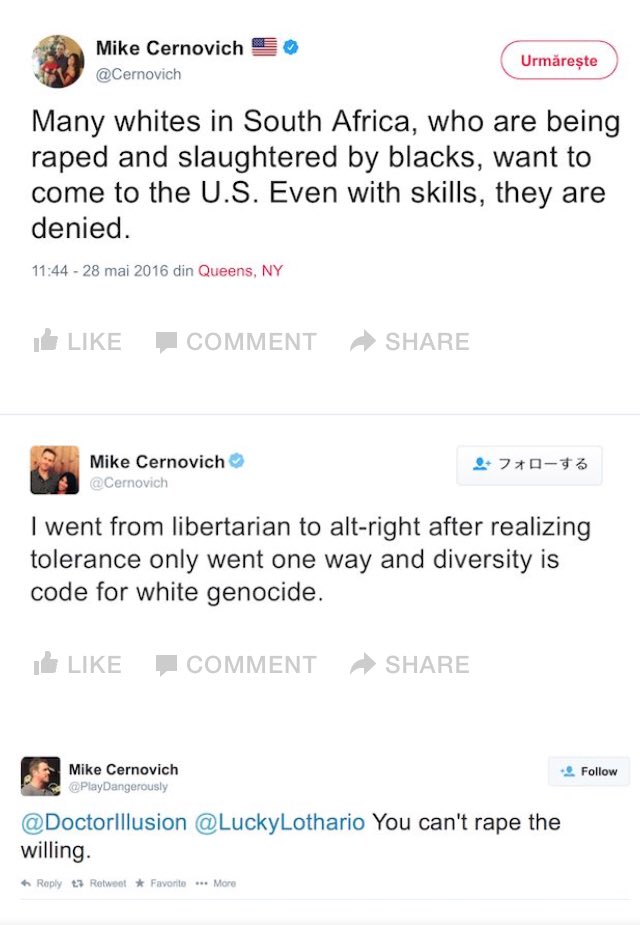 Mike Cernovich
@Cernovich
Urmărește
Many whites in South Africa, who are being
raped and slaughtered by blacks, want to
come to the U.S. Even with skills, they are
denied.
11:44 - 28 mai 2016 din Queens, NY
LIKE COMMENT SHARE
Mike Cernovich
@Cernovich
フォローする
I went from libertarian to alt-right after realizing
tolerance only went one way and diversity is
code for white genocide.
LIKE COMMENT SHARE
Mike Cernovich
@PlayDangerously
Follow
@DoctorIllusion @LuckyLothario You can't rape the
willing.
Reply Retweet Favorite More